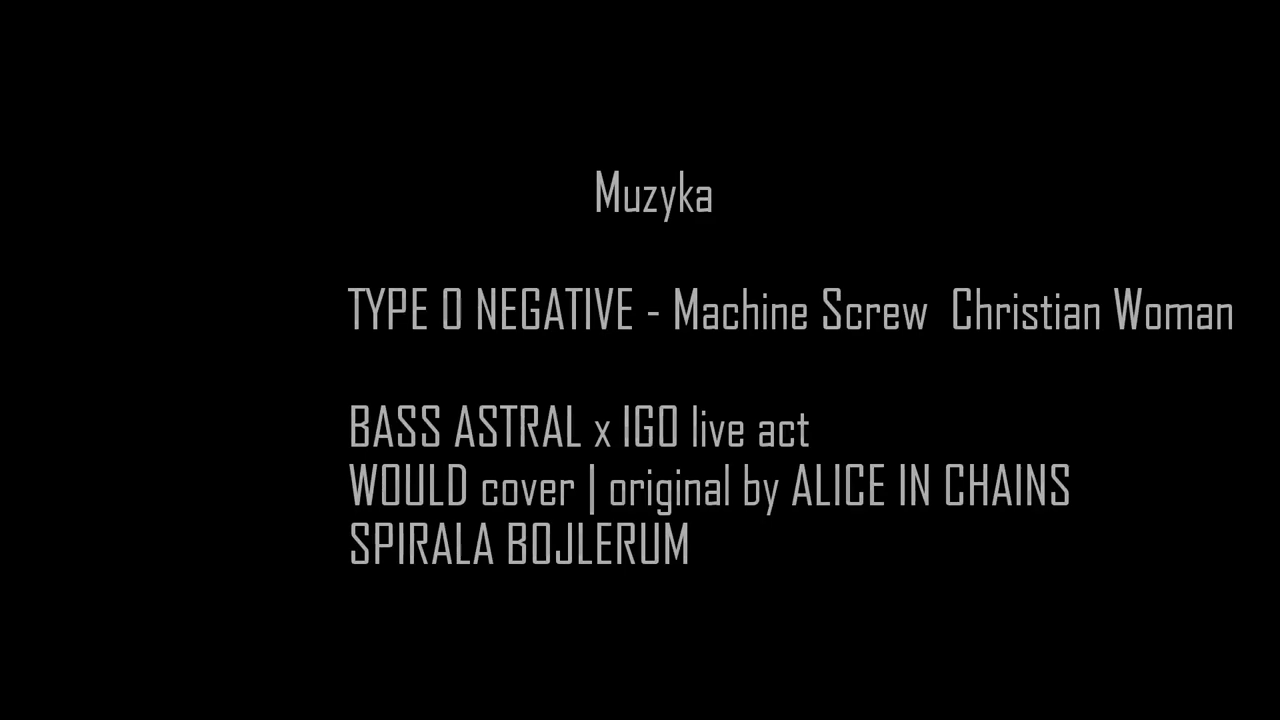 Muzyka
TYPE O NEGATIVE - Machine Screw Christian Woman
BASS ASTRAL x IGO live act
WOULD cover | original by ALICE IN CHAINS
SPIRALA BOJLERUM